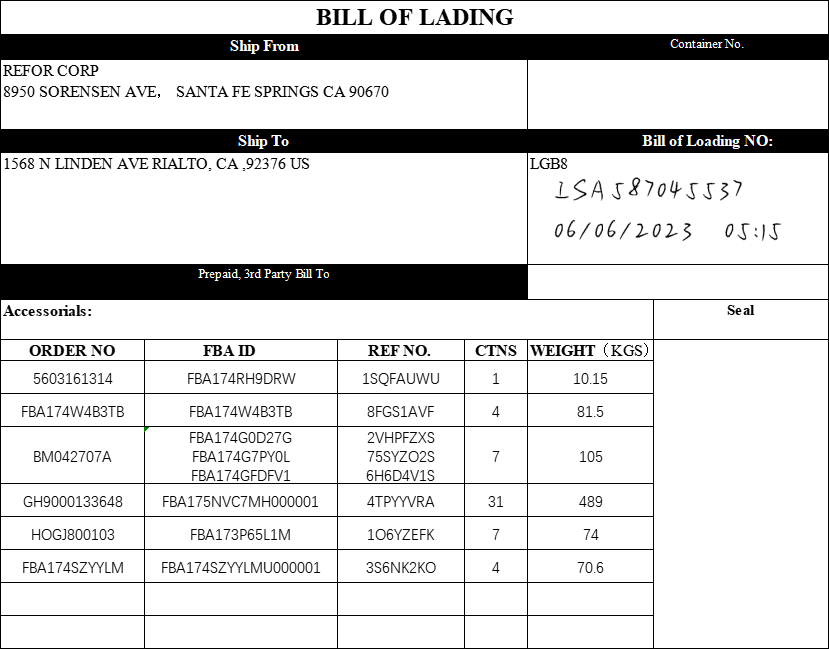 BILL OF LADING
Ship From
Container No.
REFOR CORP
8950 SORENSEN AVE， SANTA FE SPRINGS CA 90670
Ship To
Bill of Loading NO:
1568 N LINDEN AVE RIALTO, CA ,92376 US
LGB8
ISA587045537
06/06/2023 05:15
Prepaid, 3rd Party Bill To
Accessorials:
Seal
ORDER NO FBA ID REF NO. CTNS WEIGHT（KGS）
5603161314 FBA174RH9DRW 1SQFAUWU 1 10.15
FBA174W4B3TB FBA174W4B3TB 8FGS1AVF 4 81.5
BM042707A
FBA174G0D27G
FBA174G7PY0L
FBA174GFDFV1
2VHPFZXS
75SYZO2S
6H6D4V1S
7
105
GH9000133648 FBA175NVC7MH000001 4TPYYVRA 31 489
HOGJ800103 FBA173P65L1M 1O6YZEFK 7 74
FBA174SZYYLM FBA174SZYYLMU000001 3S6NK2KO 4 70.6